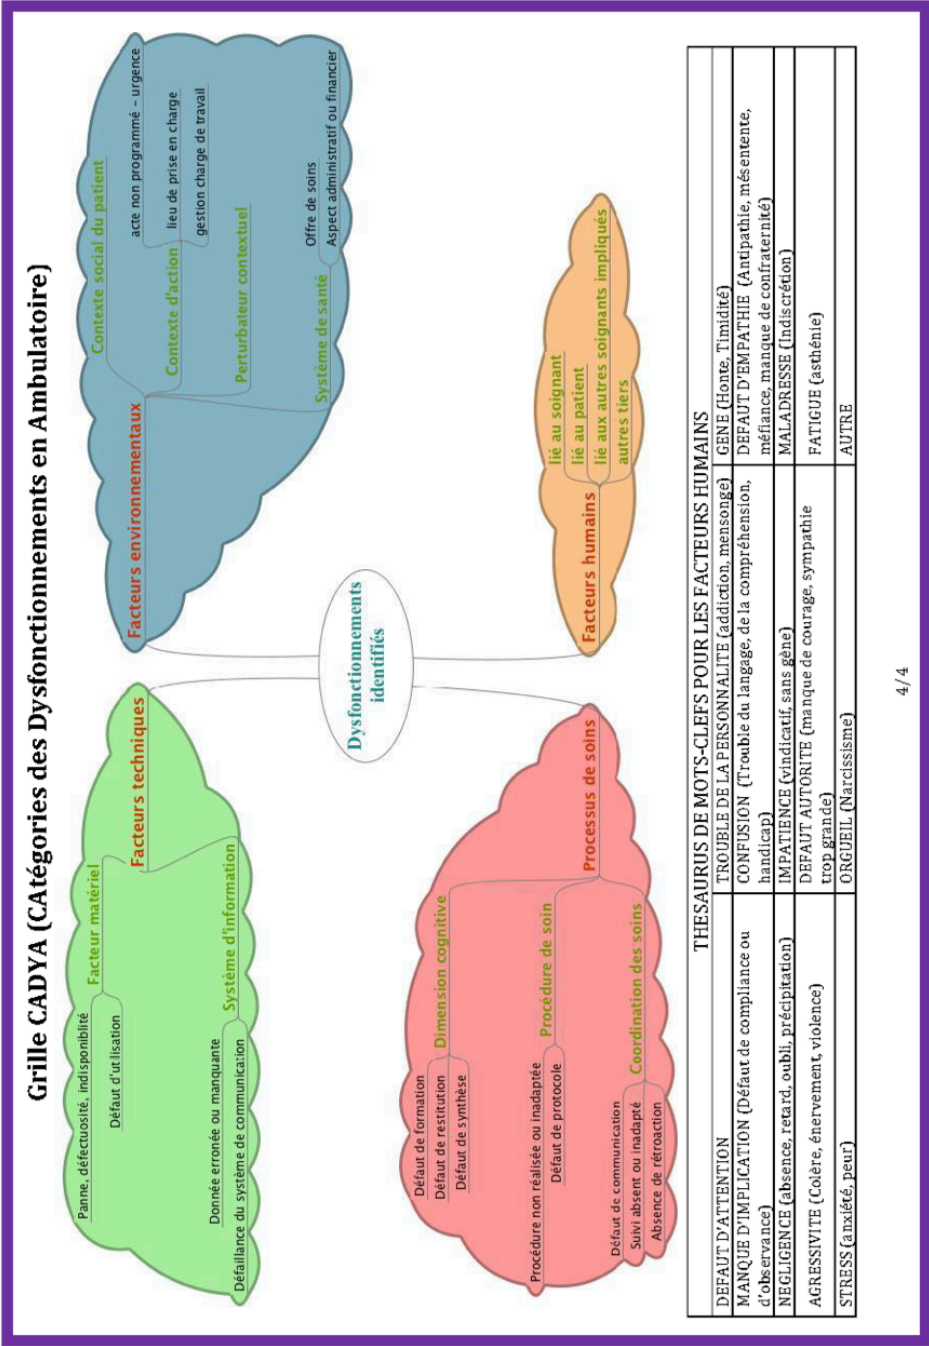 Grille CADYA (CAtégories des Dysfonctionnements en Ambulatoire)
Panne, défectuosité, indisponiblité
Défaut d'utilisation
Facteur matériel
Facteurs techniques
Donnée erronée ou manquante
Défaillance du système de communication
Système d'information
Facteurs environnementaux
Contexte social du patient
Contexte d'action
acte non programmé – urgence
lieu de prise en charge
gestion charge de travail
Perturbateur contextuel
Système de santé
Offre de soins
Aspect administratif ou financier
Dysfonctionnements
identifiés
Défaut de formation
Défaut de restitution
Défaut de synthèse
Dimension cognitive
Procédure non réalisée ou inadaptée
Défaut de protocole
Procédure de soin
Processus de soins
Défaut de communication
Suivi absent ou inadapté
Absence de rétroaction
Coordination des soins
Facteurs humains
lié au soignant
lié au patient
lié aux autres soignants impliqués
autres tiers
THESAURUS DE MOTS-CLEFS POUR LES FACTEURS HUMAINS
DEFAUT D'ATTENTION
TROUBLE DE LA PERSONNALITE (addiction, mensonge)
GENE (Honte, Timidité)
MANQUE D'IMPLICATION (Défaut de compliance ou
d'observance)
CONFUSION (Trouble du langage, de la compréhension,
handicap)
DEFAUT D'EMPATHIE (Antipathie, mésentente,
méfiance, manque de confraternité)
NEGLIGENCE (absence, retard, oubli, précipitation)
IMPATIENCE (vindicatif, sans gène)
MALADRESSE (Indiscrétion)
AGRESSIVITE (Colère, énervement, violence)
DEFAUT AUTORITE (manque de courage, sympathie
trop grande)
FATIGUE (asthénie)
STRESS (anxiété, peur)
ORGUEIL (Narcissisme)
AUTRE
4/4